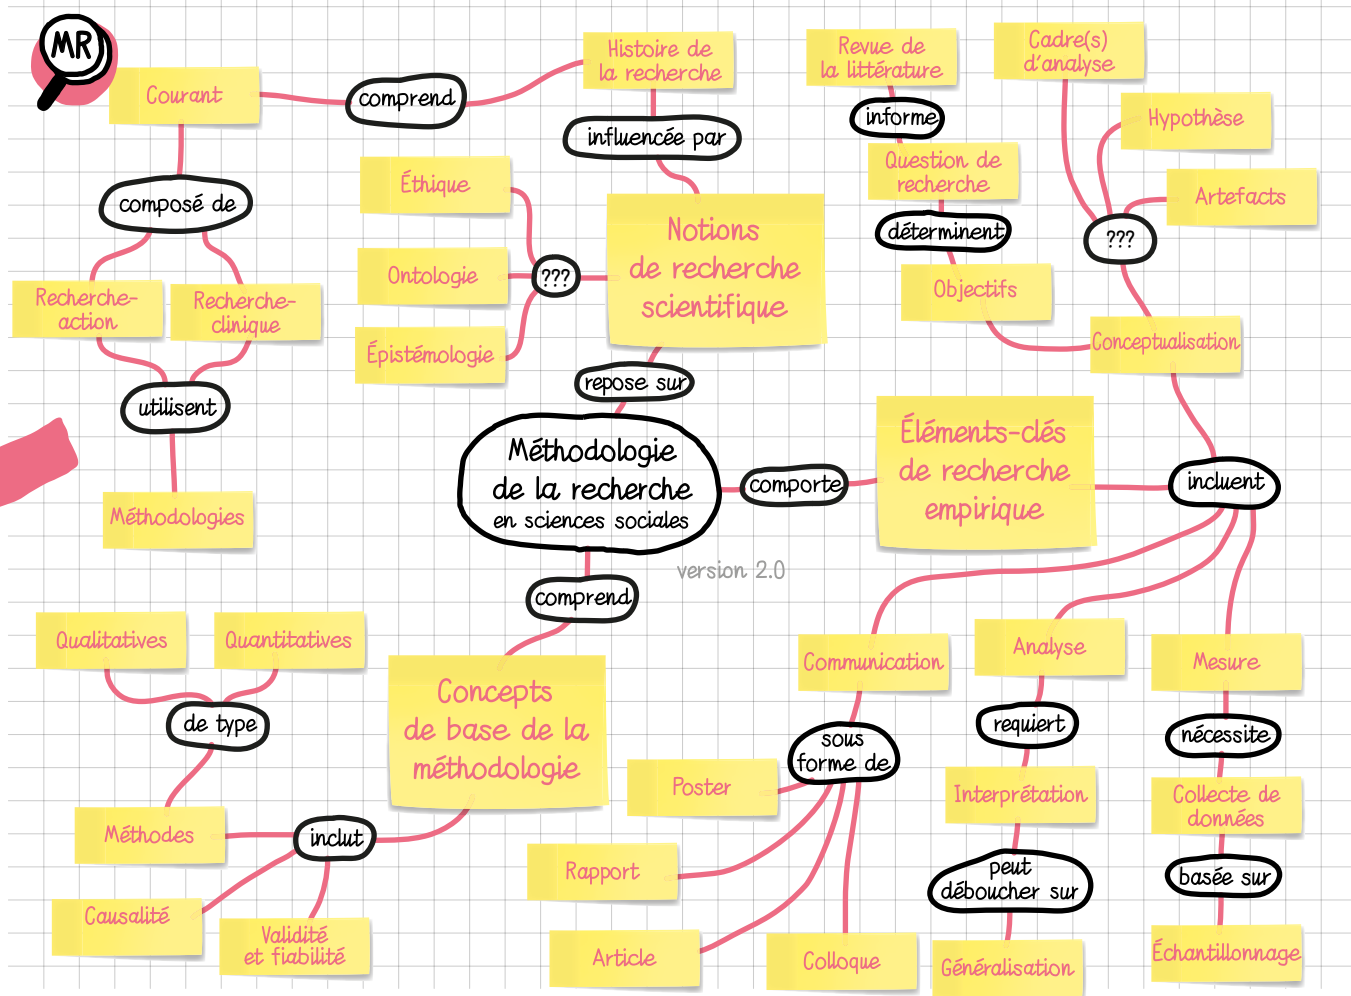 MR
Courant
comprend
Histoire de
la recherche
Revue de
la littérature
Cadre(s)
d'analyse
informe
Hypothèse
influencée par
Éthique
Question de
recherche
Artefacts
composé de
Notions
de recherche
scientifique
déterminent
???
Ontologie
???
Objectifs
Recherche-
action
Recherche-
clinique
Épistémologie
Conceptualisation
repose sur
utilisent
Méthodologie
de la recherche
en sciences sociales
comporte
Éléments-clés
de recherche
empirique
incluent
Méthodologies
version 2.0
comprend
Qualitatives
Quantitatives
Communication
Analyse
Mesure
Concepts
de base de la
méthodologie
de type
sous
forme de
requiert
nécessite
Poster
Interprétation
Collecte de
données
Méthodes
inclut
Rapport
peut
déboucher sur
basée sur
Causalité
Validité
et fiabilité
Article
Colloque
Généralisation
Échantillonnage